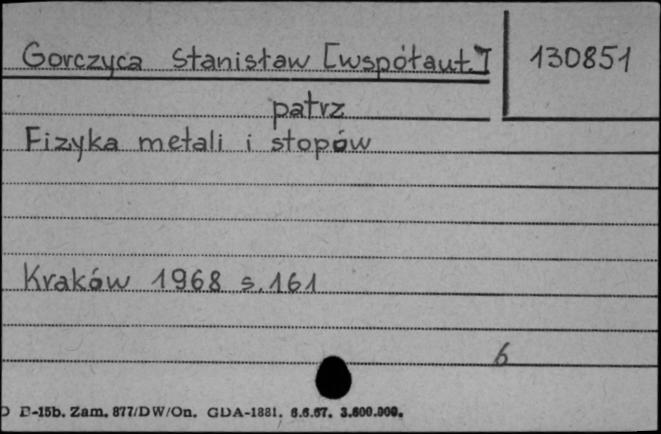 Gorczyca Stanisław [współaut.] 130851
patrz
Fizyka metali i stopów
Kraków 1968 s.161
6
D-15b. Zam. 877/DW/On. GDA-1881. 6.6.67. 3.600.000.